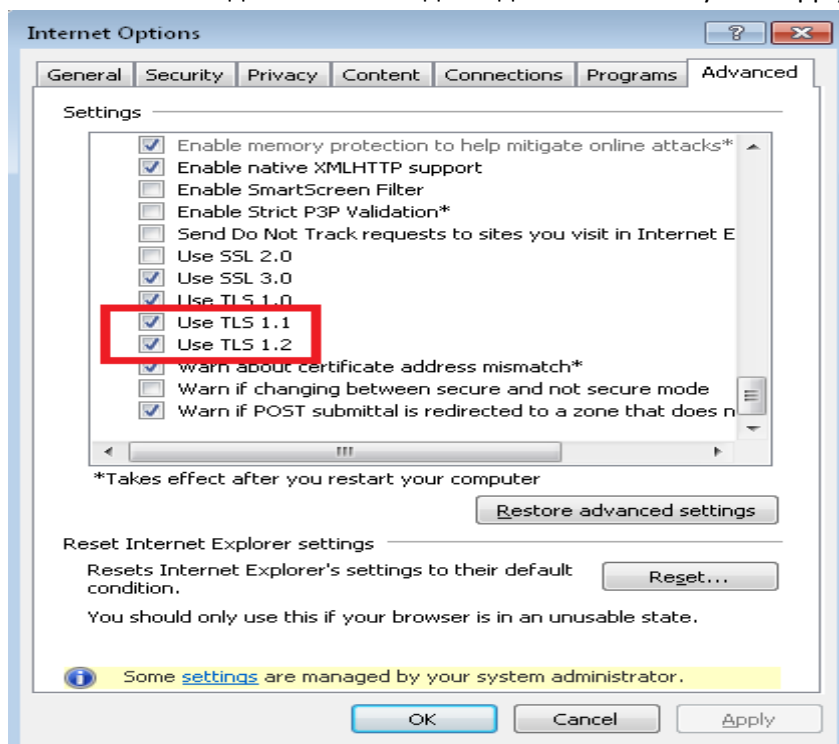 Internet Options
General Security Privacy Content Connections Programs Advanced
Settings
Enable memory protection to help mitigate online attacks*
Enable native XMLHTTP support
Enable SmartScreen Filter
Enable Strict P3P Validation*
Send Do Not Track requests to sites you visit in Internet E
Use SSL 2.0
Use SSL 3.0
Use TLS 1.0
Use TLS 1.1
Use TLS 1.2
Warn about certificate address mismatch*
Warn if changing between secure and not secure mode
Warn if POST submittal is redirected to a zone that does n
*Takes effect after you restart your computer
Restore advanced settings
Reset Internet Explorer settings
Resets Internet Explorer's settings to their default
condition.
Reset...
You should only use this if your browser is in an unusable state.
Some settings are managed by your system administrator.
OK Cancel Apply